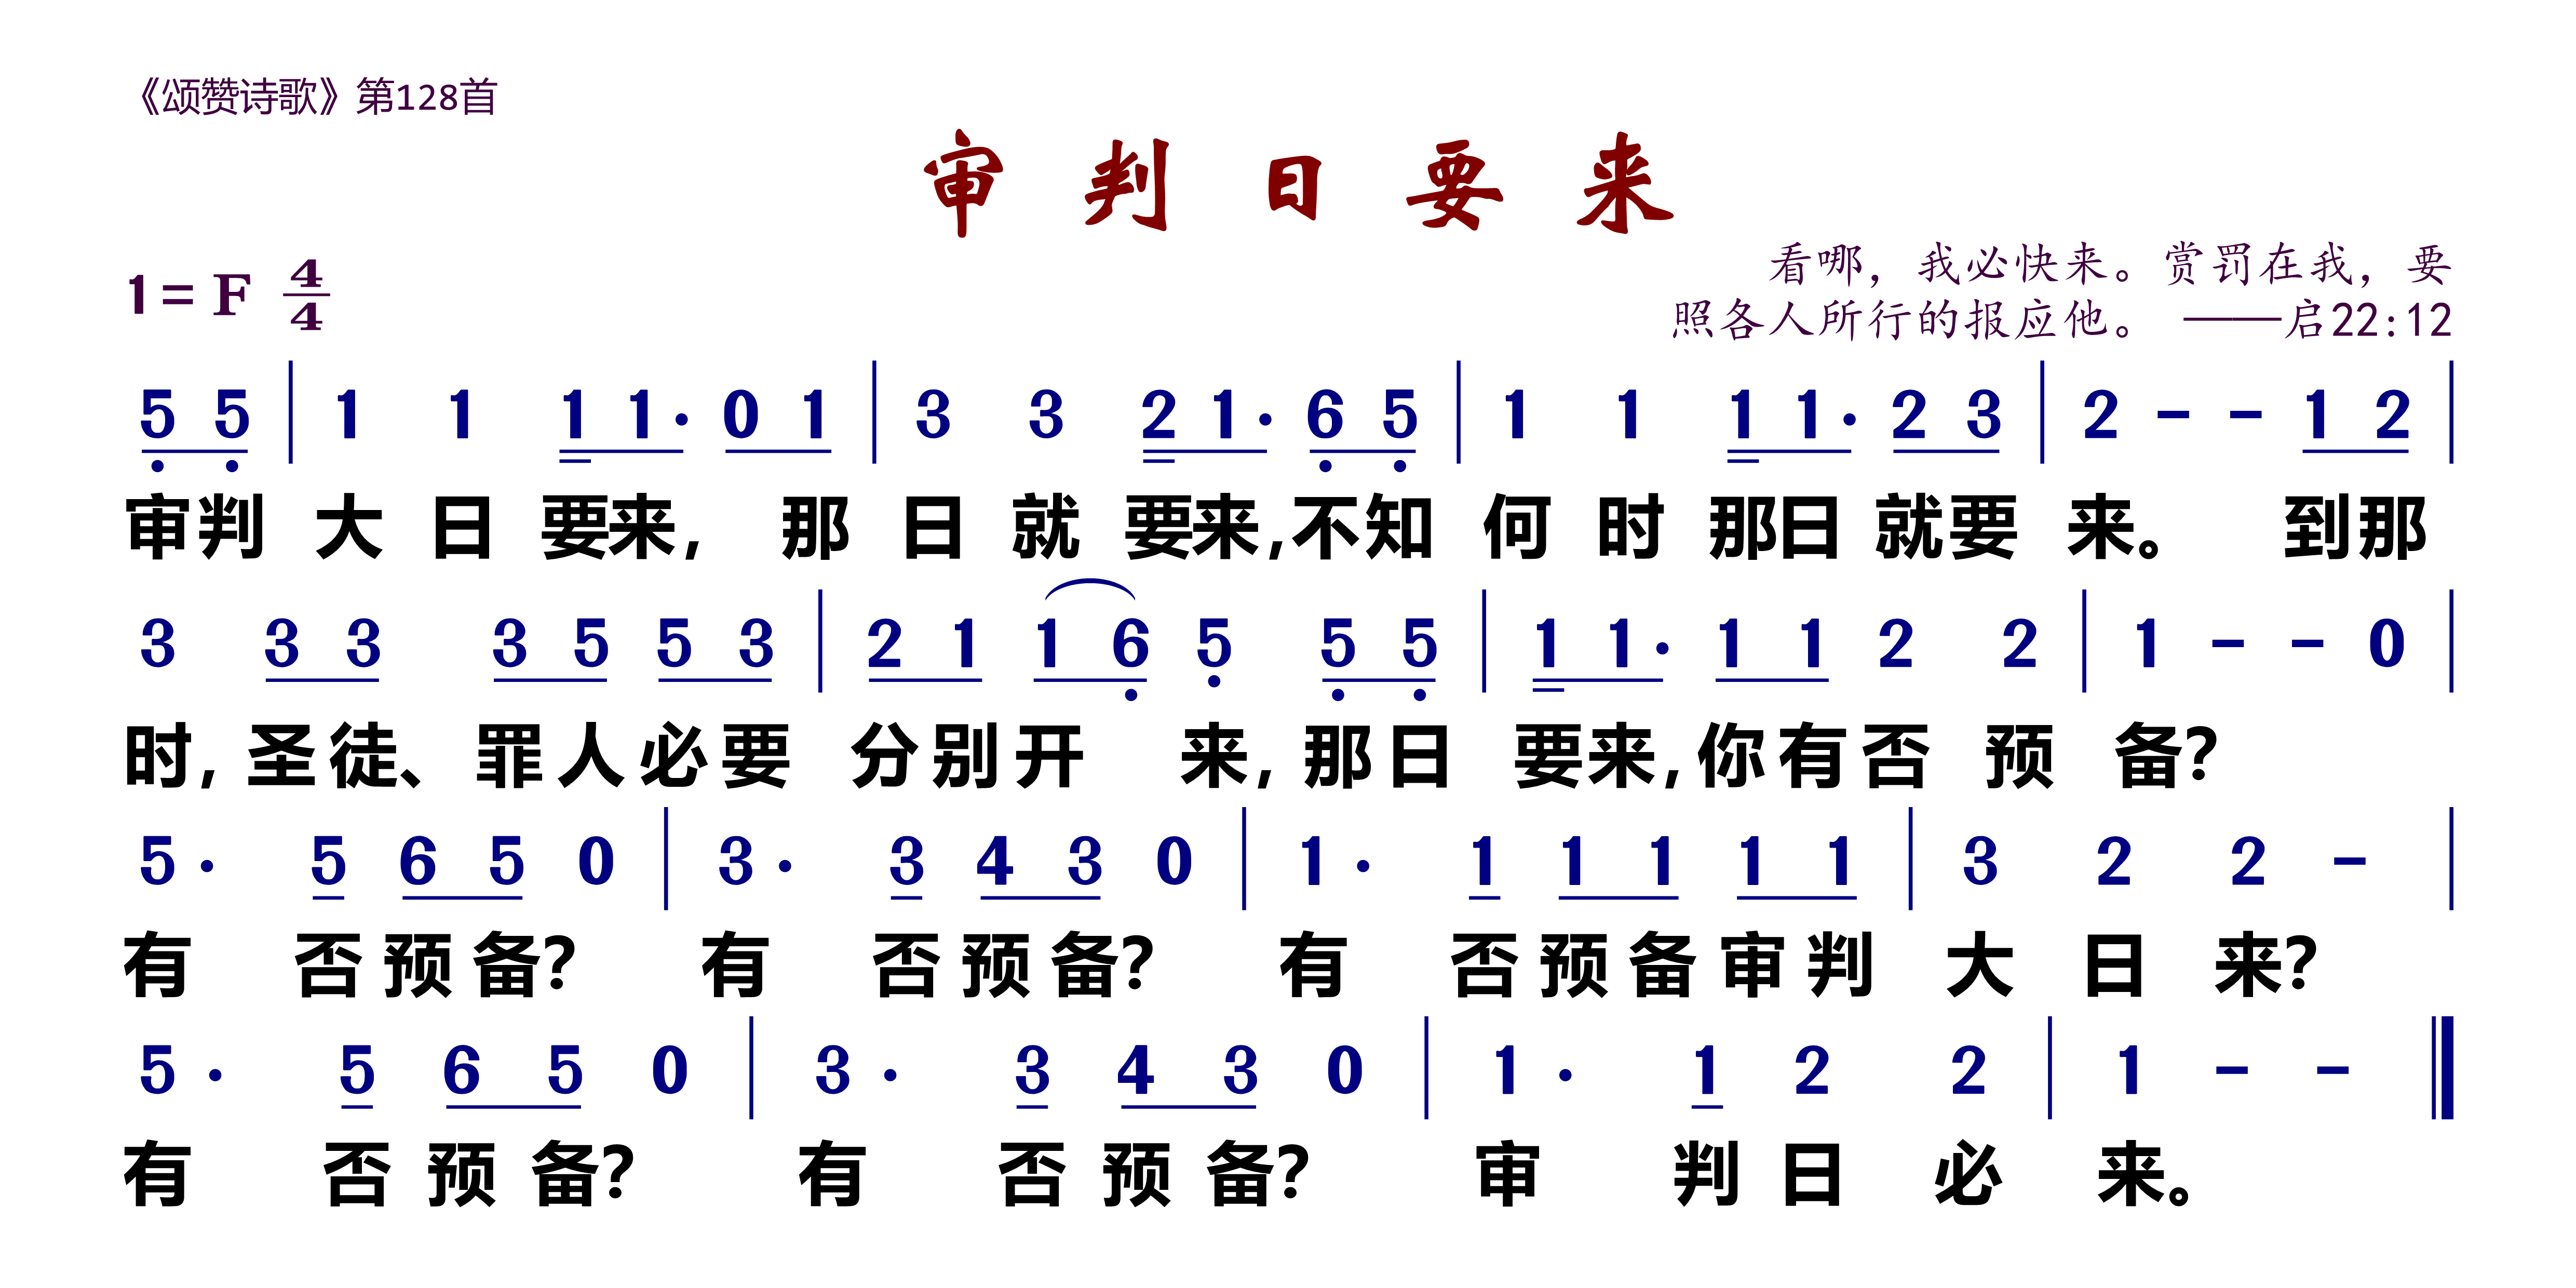 《颂赞诗歌》第128首
审判日要来
1=F 4/4
看哪，我必快来。赏罚在我，要
照各人所行的报应他。 ——启22:12
5 5 | 1 1 1 1· 0 1 | 3 3 2 1· 6 5 | 1 1 1 1· 2 3 | 2 - - 1 2 |
审判 大 日 要来, 那 日 就 要来,不知 何 时 那日 就要 来。 到那
3 3 3 3 5 5 3 | 2 1 1 6 5 5 5 | 1 1· 1 1 2 2 | 1 - - 0 |
时, 圣徒、罪人必要 分别开 来, 那日 要来,你有否 预 备?
5· 5 6 5 0 | 3· 3 4 3 0 | 1· 1 1 1 1 1 | 3 2 2 - |
有 否预备? 有 否预备? 有 否预备审判 大 日 来?
5· 5 6 5 0 | 3· 3 4 3 0 | 1· 1 2 2 | 1 - - ‖
有 否预备? 有 否预备? 审 判日 必 来。